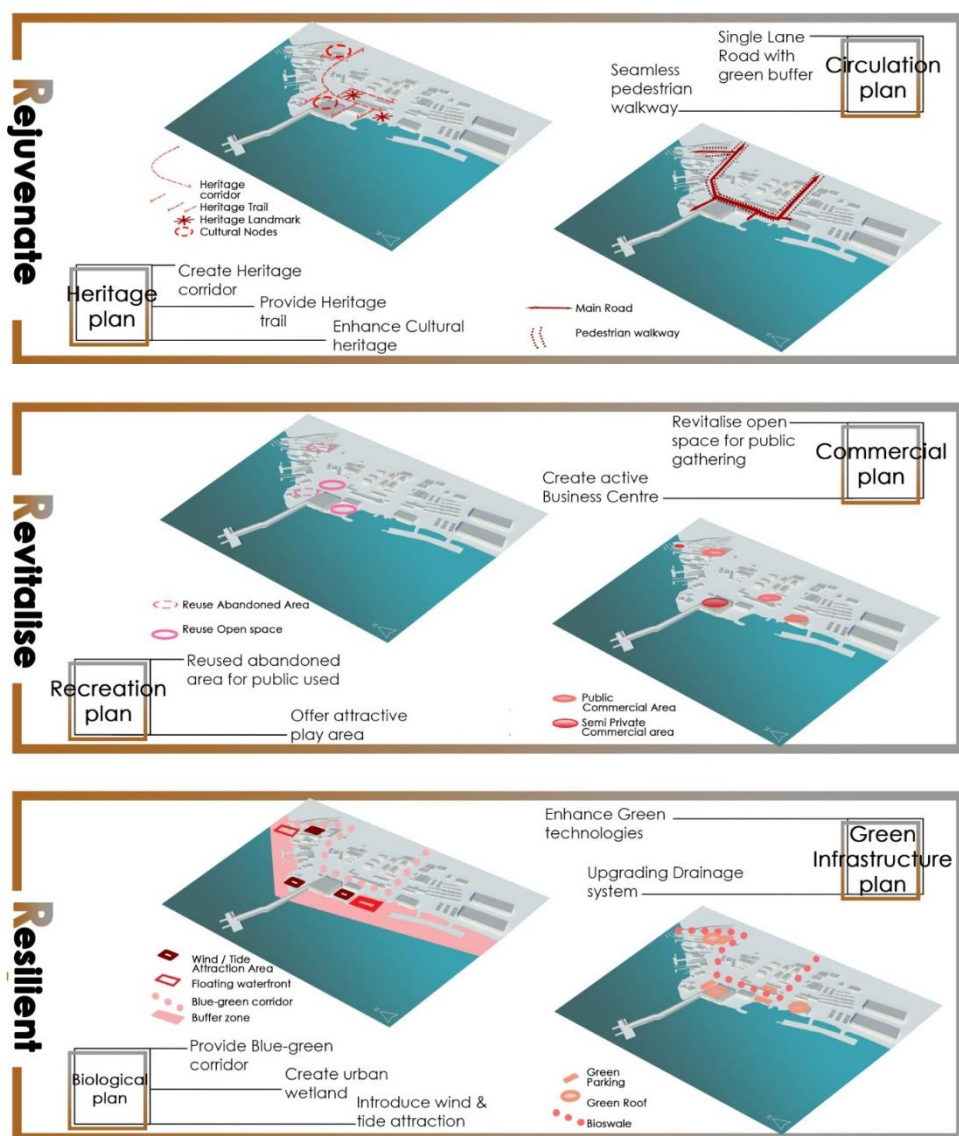 Rejuvenate
Heritage
corridor
Heritage Trail
Heritage Landmark
Cultural Nodes
Heritage
plan
Create Heritage
corridor
Provide Heritage
trail
Enhance Cultural
heritage
Single Lane
Road with
green buffer
Seamless
pedestrian
walkway
Circulation
plan
Main Road
Pedestrian walkway
Revitalise
Reuse Abandoned Area
Reuse Open space
Recreation
plan
Reused abandoned
area for public used
Offer attractive
play area
Revitalise open
space for public
gathering
Create active
Business Centre
Commercial
plan
Public
Commercial Area
Semi Private
Commercial area
Resilient
Wind / Tide
Attraction Area
Floating waterfront
Blue-green corridor
Buffer zone
Biological
plan
Provide Blue-green
corridor
Create urban
wetland
Introduce wind &
tide attraction
Enhance Green
technologies
Upgrading Drainage
system
Green
Infrastructure
plan
Green
Parking
Green Roof
Bioswale